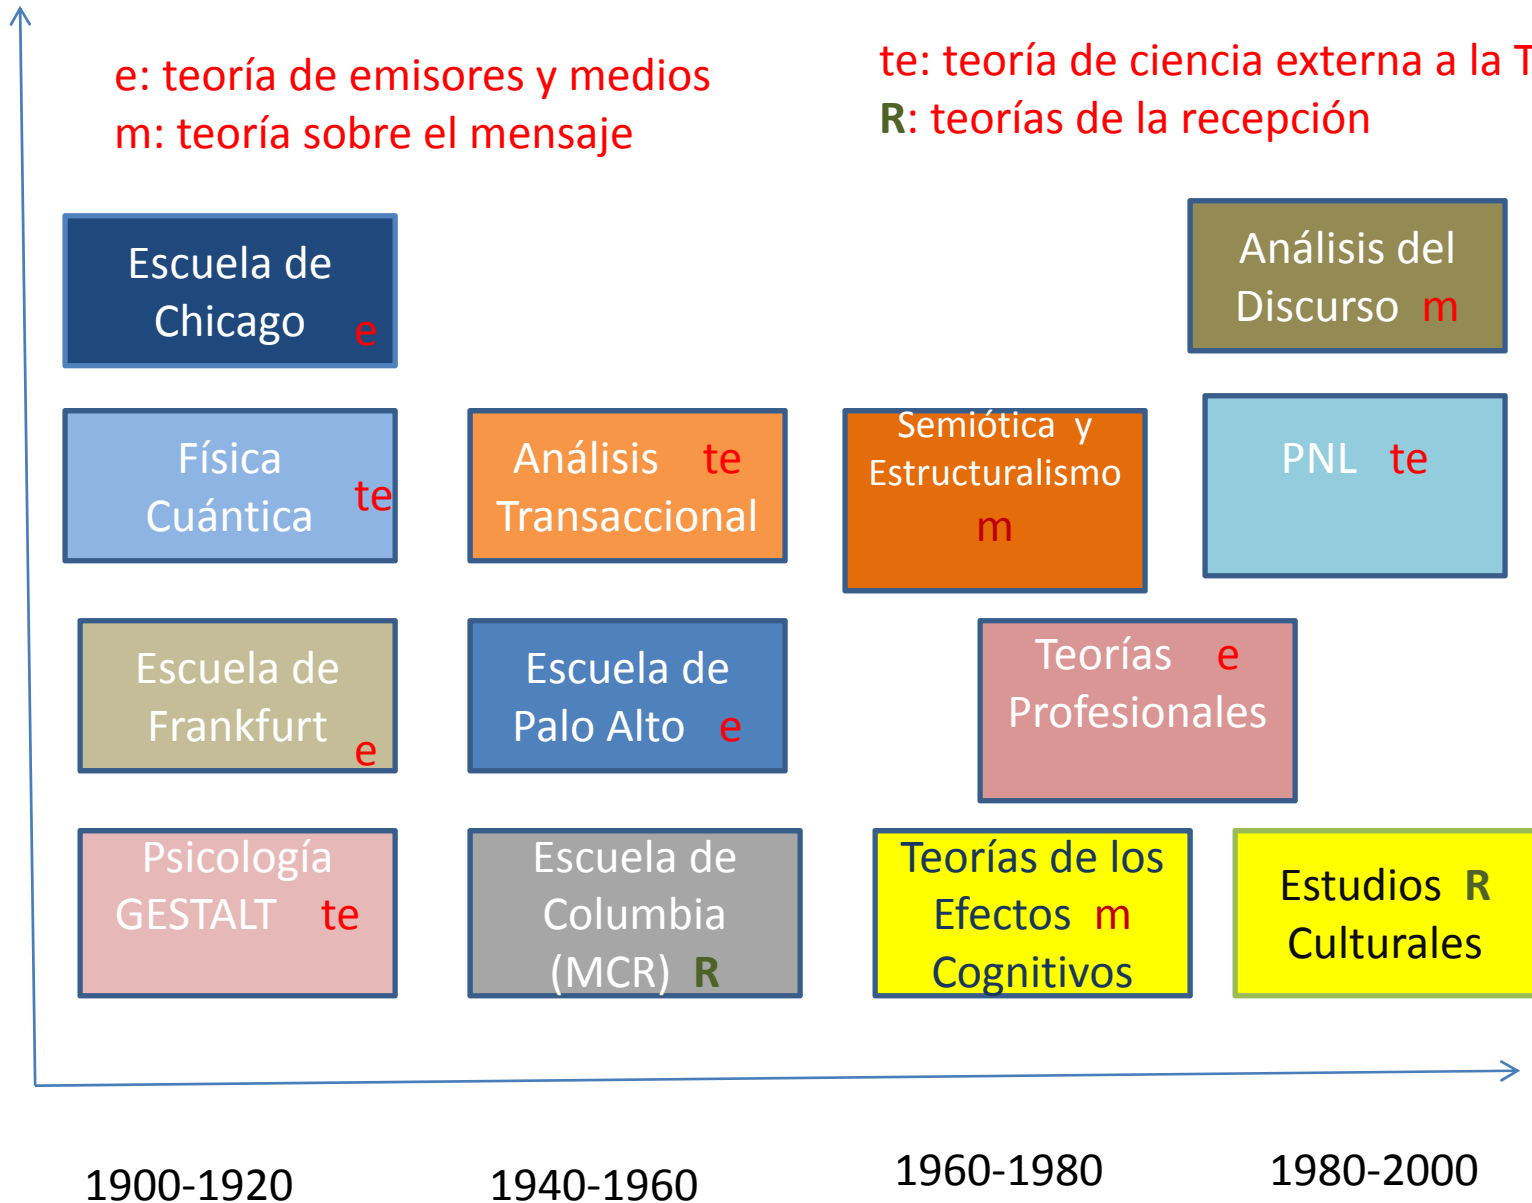 e: teoría de emisores y medios
m: teoría sobre el mensaje
te: teoría de ciencia externa a la T
R: teorías de la recepción
Escuela de
Chicago e
Análisis del
Discurso m
Física
Cuántica te
Análisis te
Transaccional
Semiótica y
Estructuralismo
m
PNL te
Escuela de
Frankfurt e
Escuela de
Palo Alto e
Teorías e
Profesionales
Psicología
GESTALT te
Escuela de
Columbia
(MCR) R
Teorías de los
Efectos m
Cognitivos
Estudios R
Culturales
1900-1920
1940-1960
1960-1980
1980-2000